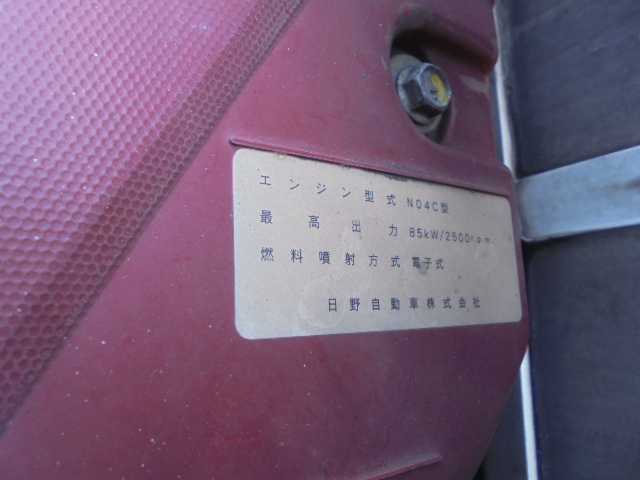 エンジン型式 N04C型
最高出力 85kW/2500r.p.m
燃料噴射方式 電子式
日野自動車株式会社